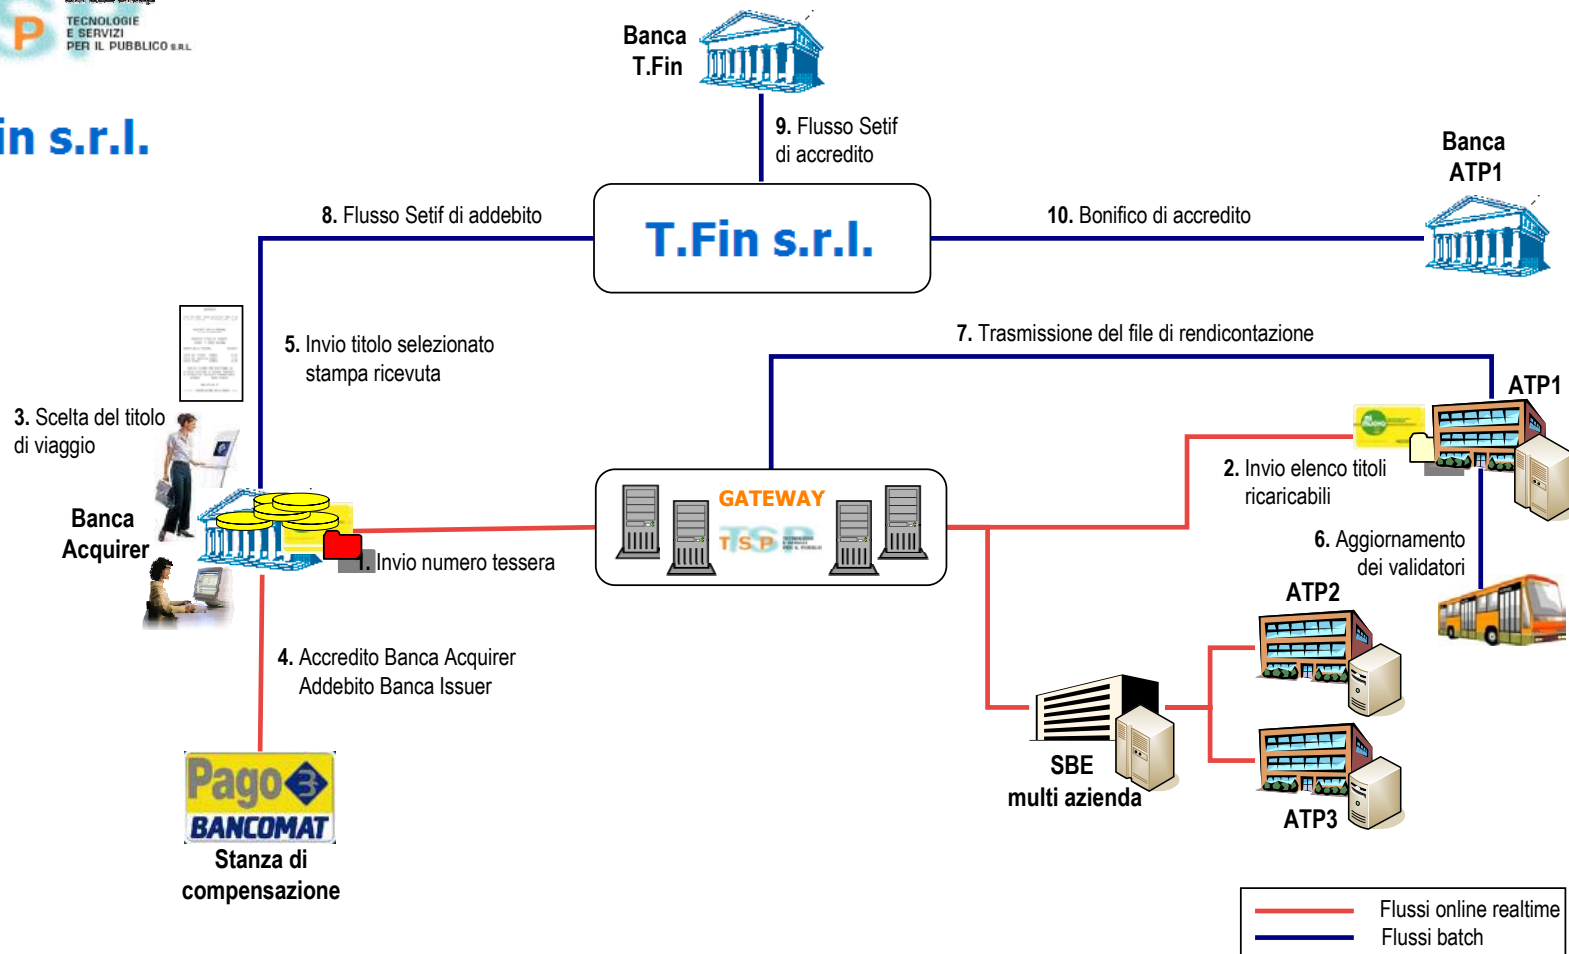 P
TECNOLOGIE
E SERVIZI
PER IL PUBBLICO S.R.L.
in s.r.l.
Banca
T.Fin
9. Flusso Setif
di accredito
Banca
ATP1
8. Flusso Setif di addebito
T.Fin s.r.l.
10. Bonifico di accredito
5. Invio titolo selezionato
stampa ricevuta
7. Trasmissione del file di rendicontazione
3. Scelta del titolo
di viaggio
ATP1
2. Invio elenco titoli
ricaricabili
GATEWAY
TSP
Banca
Acquirer
1. Invio numero tessera
6. Aggiornamento
dei validatori
ATP2
4. Accredito Banca Acquirer
Addebito Banca Issuer
SBE
multi azienda
ATP3
Pago
BANCOMAT
Stanza di
compensazione
Flussi online realtime
Flussi batch